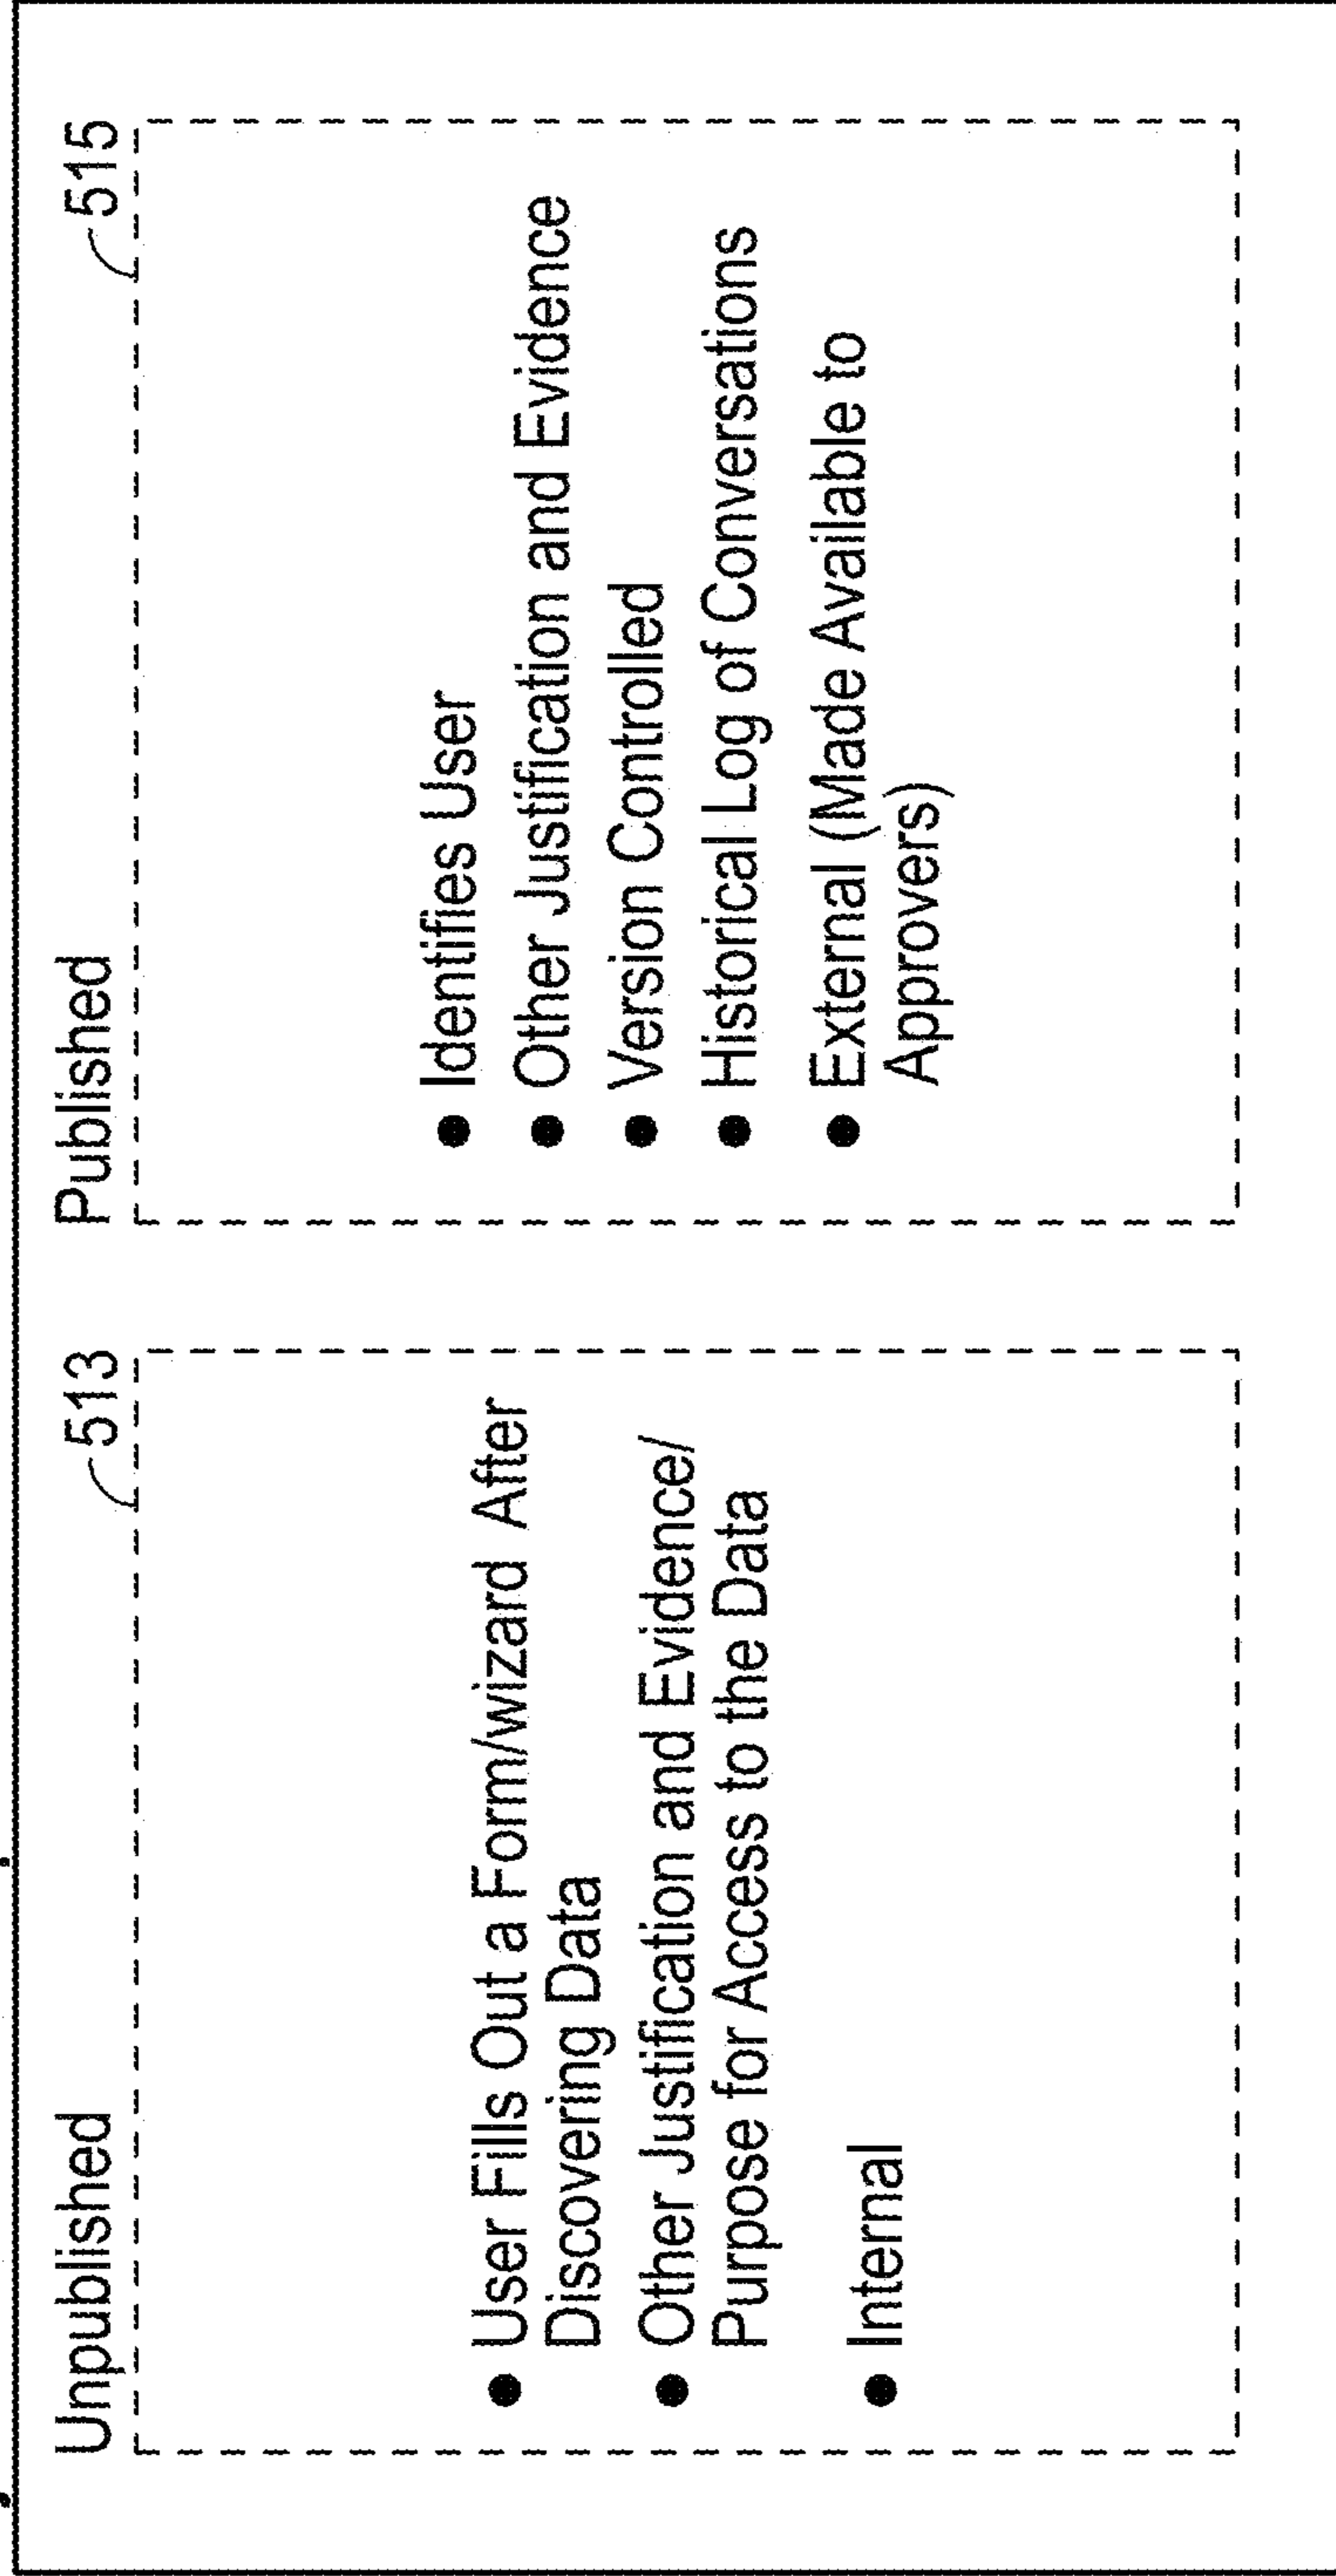 Unpublished
513
● User Fills Out a Form/wizard After
Discovering Data
● Other Justification and Evidence/
Purpose for Access to the Data
● Internal
Published
515
● Identifies User
● Other Justification and Evidence
● Version Controlled
● Historical Log of Conversations
● External (Made Available to
Approvers)